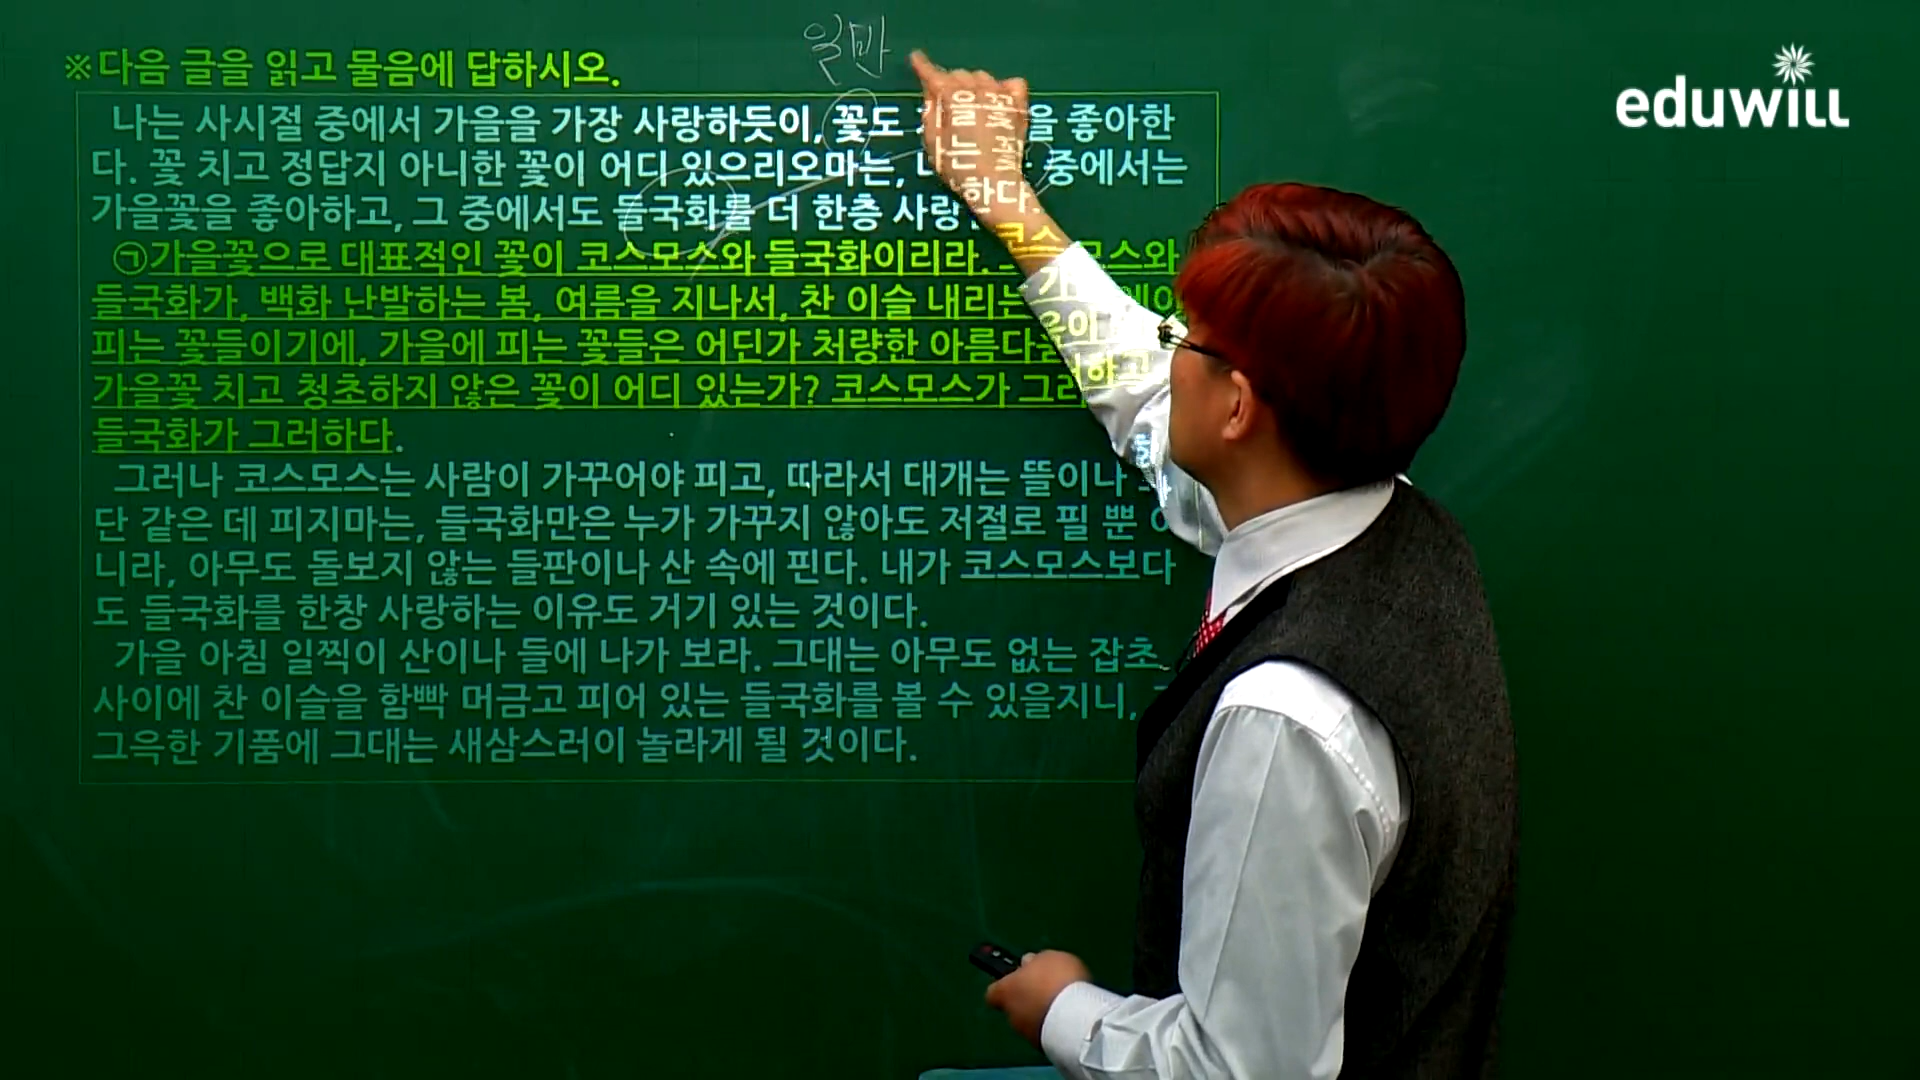 일반
※다음 글을 읽고 물음에 답하시오.
eduwill
나는 사시절 중에서 가을을 가장 사랑하듯이, 꽃도 가을꽃을 좋아한
다. 꽃 치고 정답지 아니한 꽃이 어디 있으리오마는, 나는 꽃 중에서는
가을꽃을 좋아하고, 그 중에서도 들국화를 더 한층 사랑한다.
㉠가을꽃으로 대표적인 꽃이 코스모스와 들국화이리라. 코스모스와
들국화가, 백화 난발하는 봄, 여름을 지나서, 찬 이슬 내리는
피는 꽃들이기에, 가을에 피는 꽃들은 어딘가 처량한
가을꽃 치고 청초하지 않은 꽃이 어디 있는가? 코스모스가 그러하고
들국화가 그러하다.
그러나 코스모스는 사람이 가꾸어야 피고, 따라서 대개는 뜰이나
단 같은 데 피지마는, 들국화만은 누가 가꾸지 않아도 저절로 필 뿐 아
니라, 아무도 돌보지 않는 들판이나 산 속에 핀다. 내가 코스모스보다
도 들국화를 한창 사랑하는 이유도 거기 있는 것이다.
가을 아침 일찍이 산이나 들에 나가 보라. 그대는 아무도 없는 잡초
사이에 찬 이슬을 함빡 머금고 피어 있는 들국화를 볼 수 있을지니,
그윽한 기품에 그대는 새삼스러이 놀라게 될 것이다.